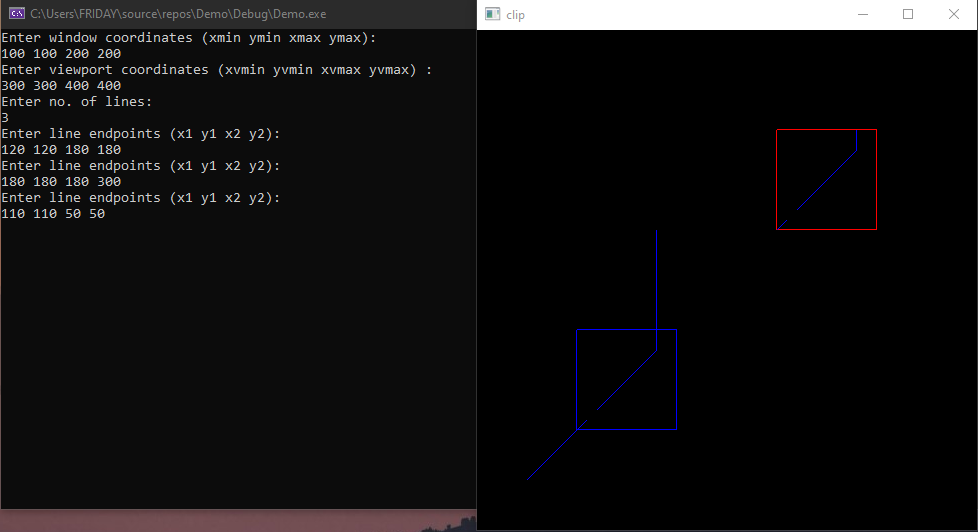 C:\Users\FRIDAY\source\repos\Demo\Debug\Demo.exe
Enter window coordinates (xmin ymin xmax ymax):
100 100 200 200
Enter viewport coordinates (xvmin yvmin xvmax yvmax) :
300 300 400 400
Enter no. of lines:
3
Enter line endpoints (x1 y1 x2 y2):
120 120 180 180
Enter line endpoints (x1 y1 x2 y2):
180 180 180 300
Enter line endpoints (x1 y1 x2 y2):
110 110 50 50
clip